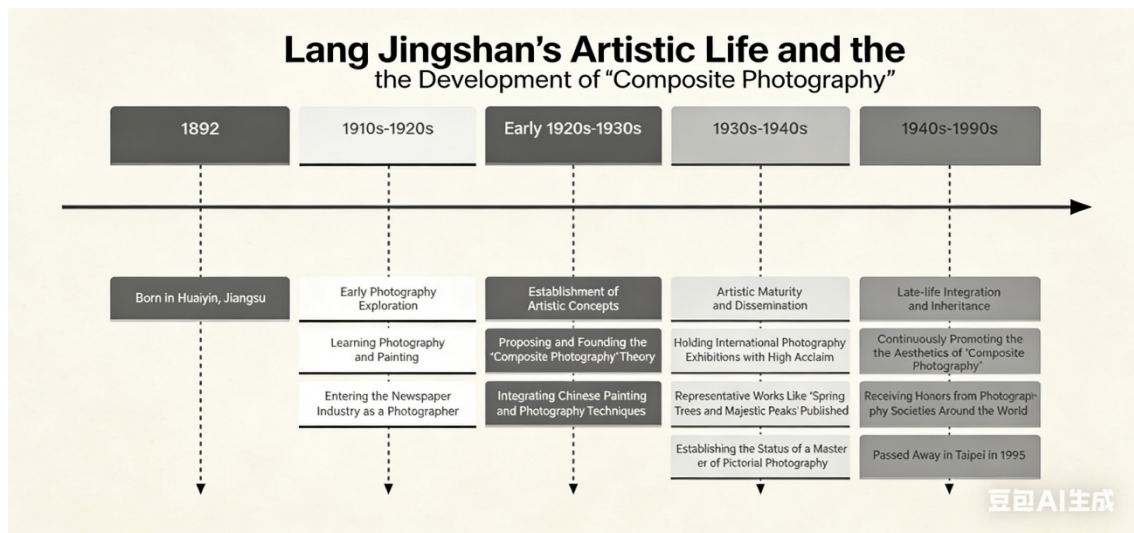 Lang Jingshan's Artistic Life and the
the Development of "Composite Photography"
1892
1910s-1920s
Early 1920s-1930s
1930s-1940s
1940s-1990s
Born in Huaiyin, Jiangsu
Early Photography
Exploration
Learning Photography
and Painting
Entering the Newspaper
Industry as a Photographer
Establishment of
Artistic Concepts
Proposing and Founding the
"Composite Photography" Theory
Integrating Chinese Painting
and Photography Techniques
Artistic Maturity
and Dissemination
Holding International Photography
Exhibitions with High Acclaim
Representative Works Like "Spring
Trees and Majestic Peaks" Published
Establishing the Status of a Master
er of Pictorial Photography
Late-life Integration
and Inheritance
Continuously Promoting the
the Aesthetics of "Composite
Photography"
Receiving Honors from Photograph-
phy Societies Around the World
Passed Away in Taipei in 1995
豆包AI生成